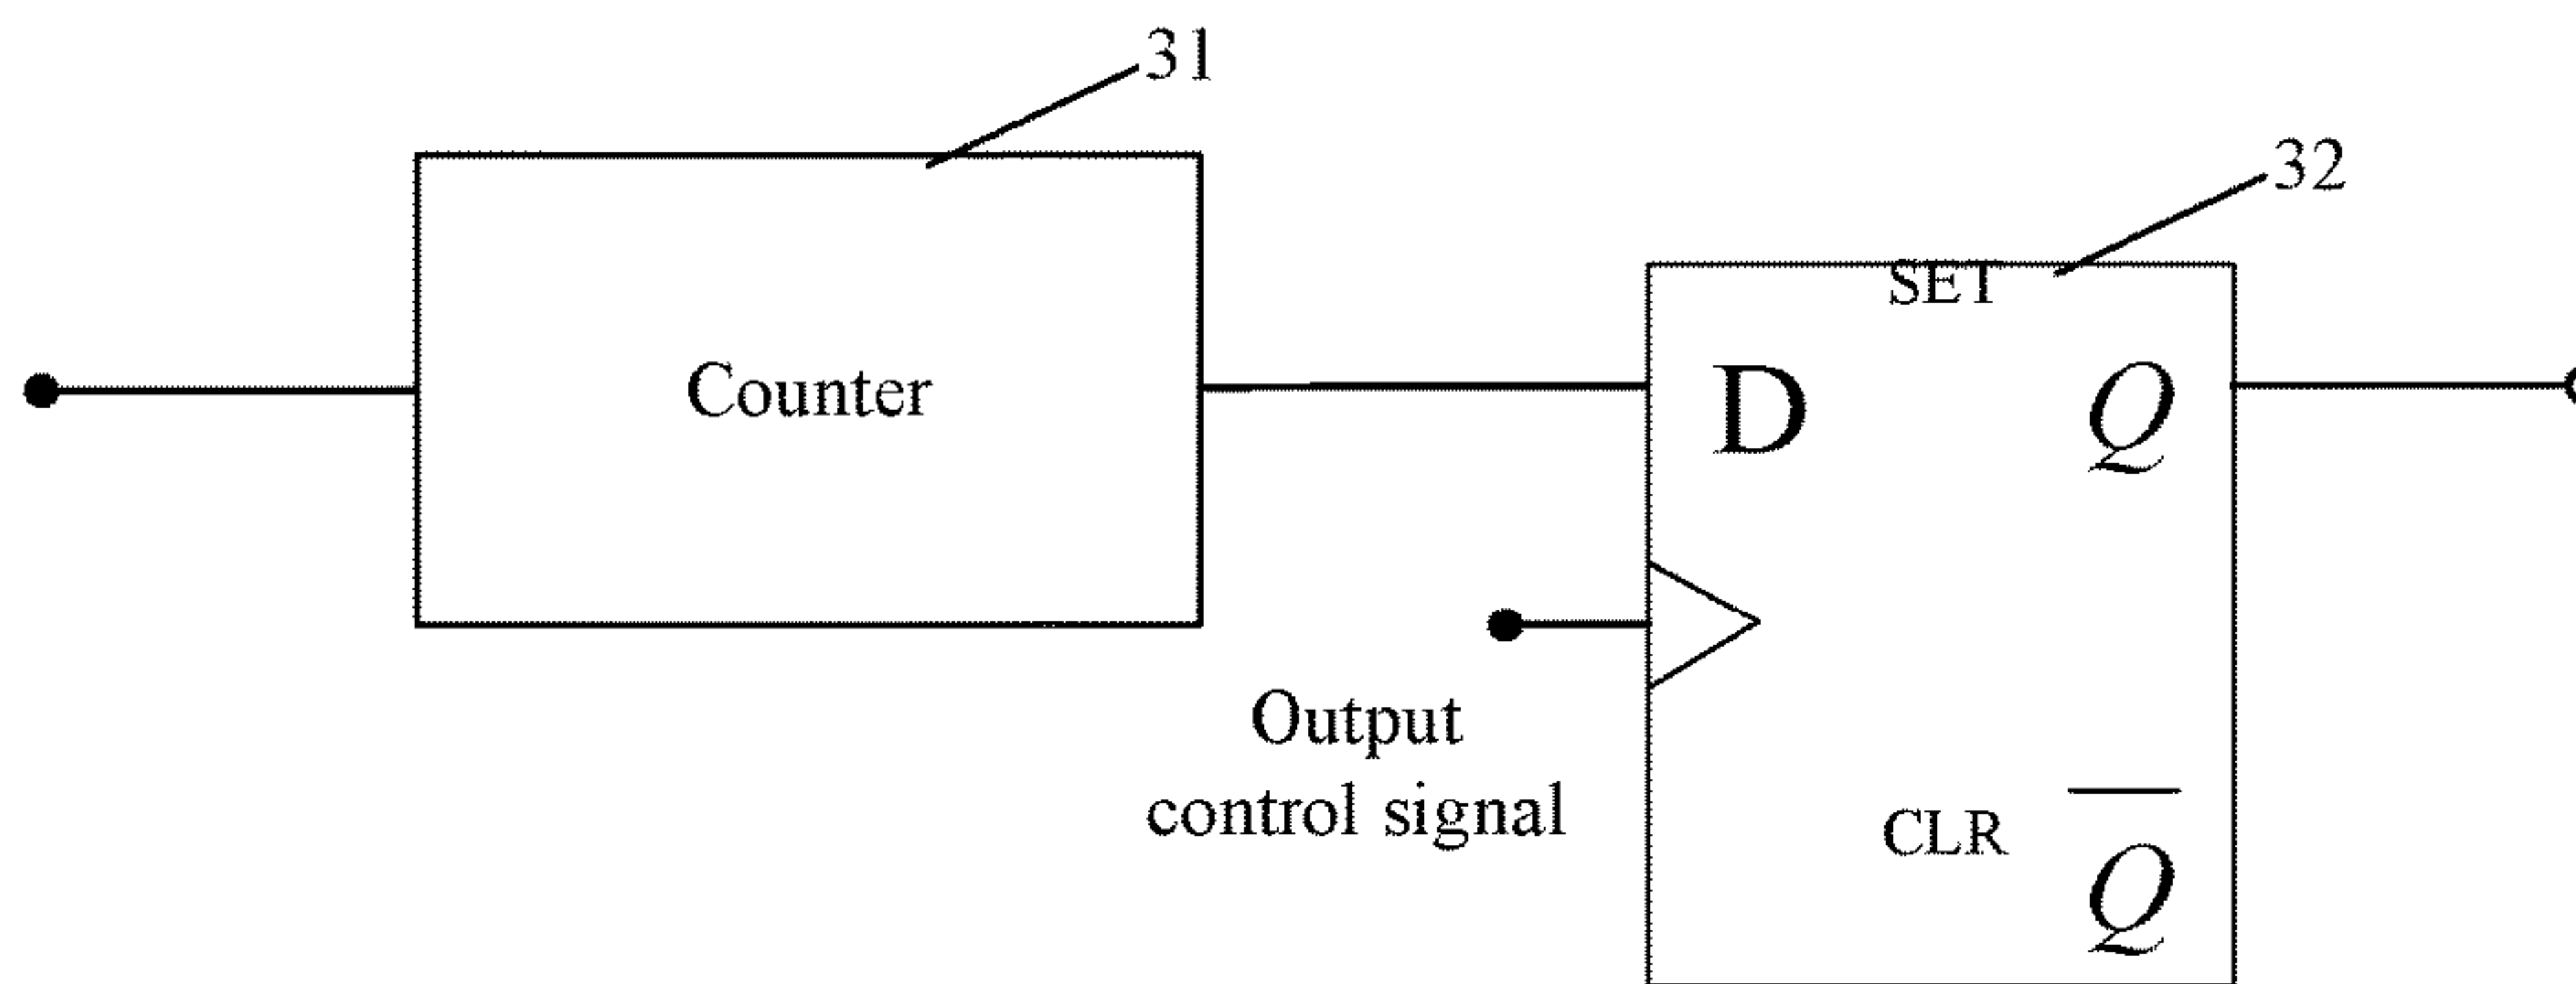 31
32
SET
Counter
D
Q
Output
control signal
CLR
Q